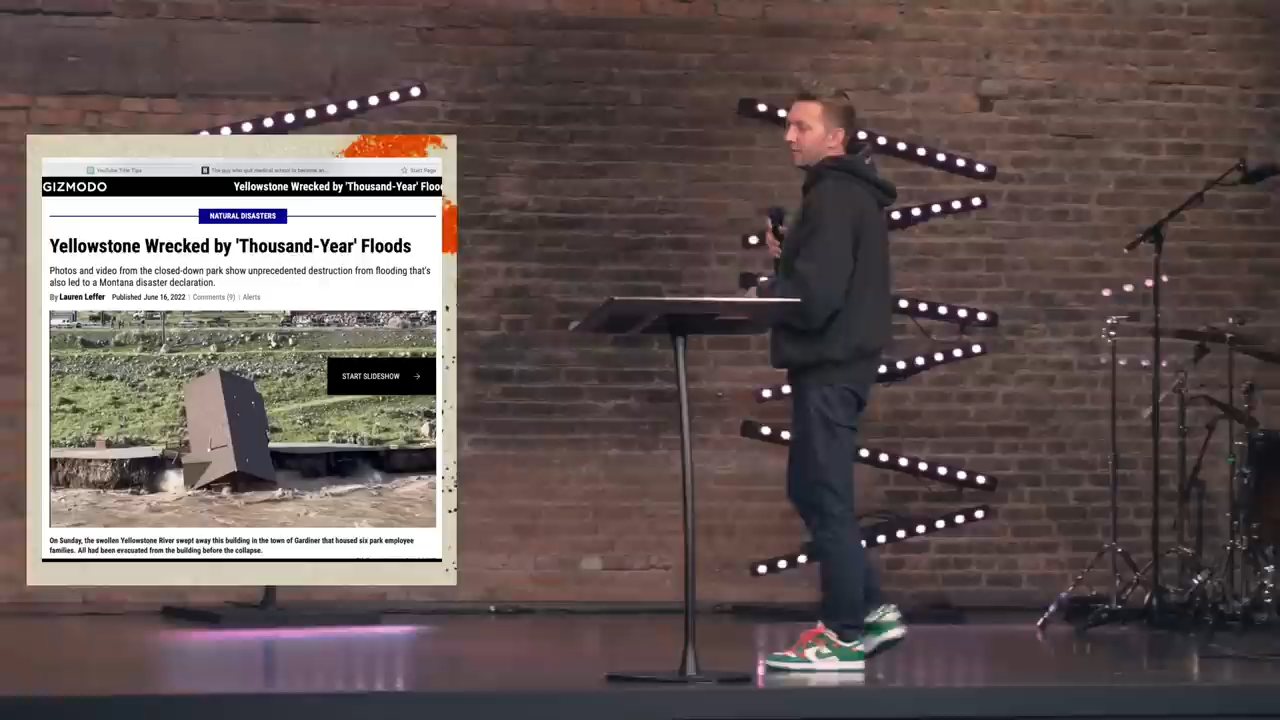 YouTube Title Tips
The guy who quit medical school to become an...
Start Page
GIZMODO
Yellowstone Wrecked by 'Thousand-Year' Floo
NATURAL DISASTERS
Yellowstone Wrecked by 'Thousand-Year' Floods
Photos and video from the closed-down park show unprecedented destruction from flooding that's
also led to a Montana disaster declaration.
By Lauren Leffer Published June 16, 2022 | Comments (9) | Alerts
START SLIDESHOW →
On Sunday, the swollen Yellowstone River swept away this building in the town of Gardiner that housed six park employee
families. All had been evacuated from the building before the collapse.